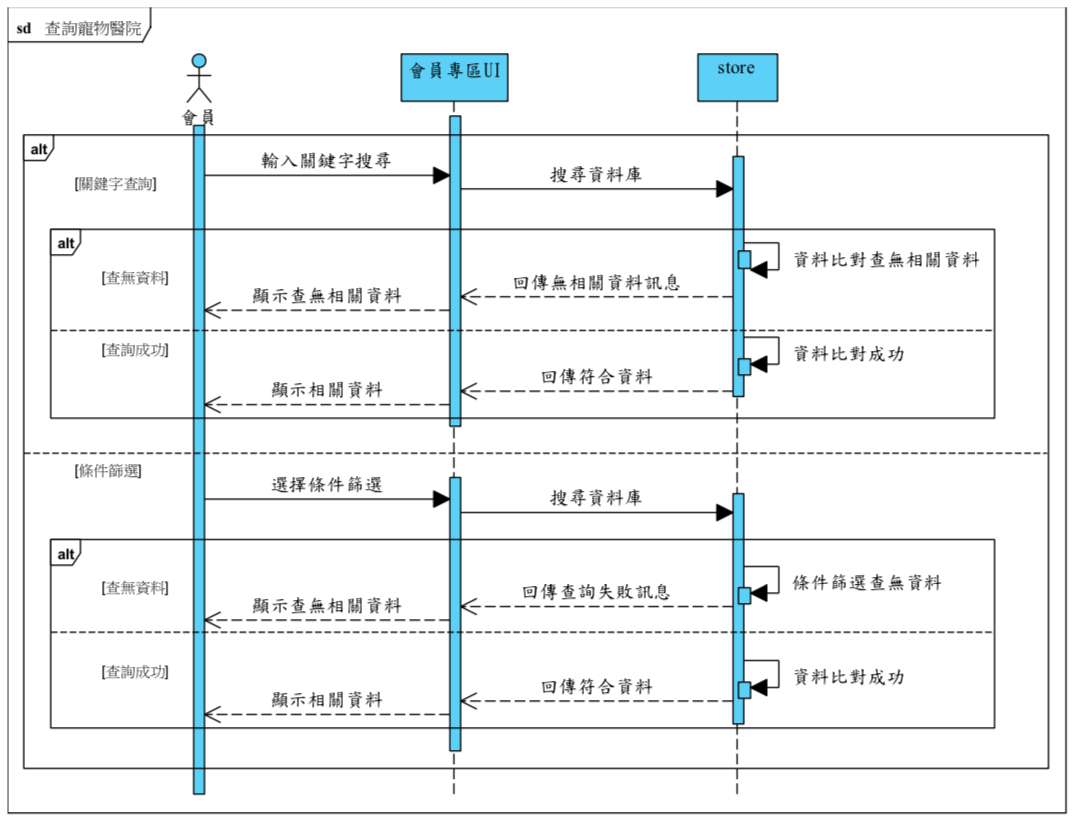 sd 查詢寵物醫院
會員專區UI
store
會員
alt
輸入關鍵字搜尋
搜尋資料庫
[關鍵字查詢]
alt
資料比對查無相關資料
[查無資料]
回傳無相關資料訊息
顯示查無相關資料
[查詢成功]
資料比對成功
回傳符合資料
顯示相關資料
[條件篩選]
選擇條件篩選
搜尋資料庫
alt
條件篩選查無資料
[查無資料]
回傳查詢失敗訊息
顯示查無相關資料
[查詢成功]
資料比對成功
回傳符合資料
顯示相關資料